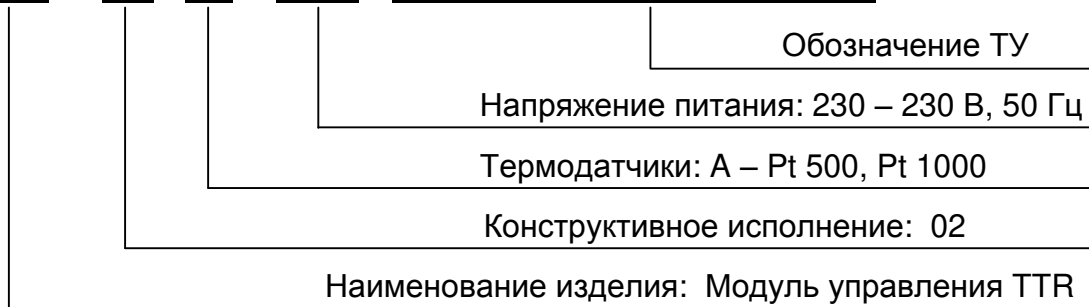 Обозначение ТУ
Напряжение питания: 230 – 230 В, 50 Гц
Термодатчики: А – Pt 500, Pt 1000
Конструктивное исполнение: 02
Наименование изделия: Модуль управления TTR